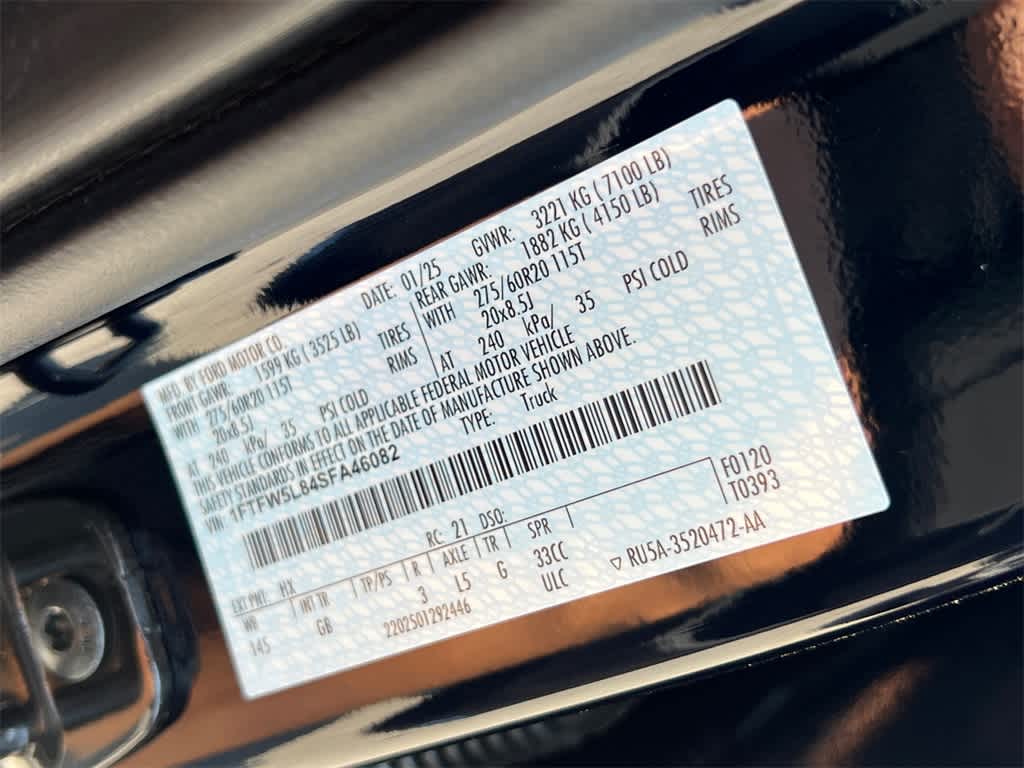 MFD. BY FORD MOTOR CO.
DATE: 01/25 GVWR: 3221 KG ( 7100 LB)
FRONT GAWR: 1599 KG ( 3525 LB) REAR GAWR: 1882 KG ( 4150 LB)
WITH 275/60R20 115T TIRES WITH 275/60R20 115T TIRES
20x8.5J RIMS 20x8.5J RIMS
AT 240 kPa/ 35 PSI COLD AT 240 kPa/ 35 PSI COLD
THIS VEHICLE CONFORMS TO ALL APPLICABLE FEDERAL MOTOR VEHICLE
SAFETY STANDARDS IN EFFECT ON THE DATE OF MANUFACTURE SHOWN ABOVE.
VIN: 1FTFW5L84SFA46082 TYPE: Truck
F0120
T0393
EXT PNT: HX RC: 21 DSO:
WB INT TR TP/PS R AXLE TR SPR
145 GB 3 L5 G 33CC
2202501292446 ULC
▽ RU5A-3520472-AA